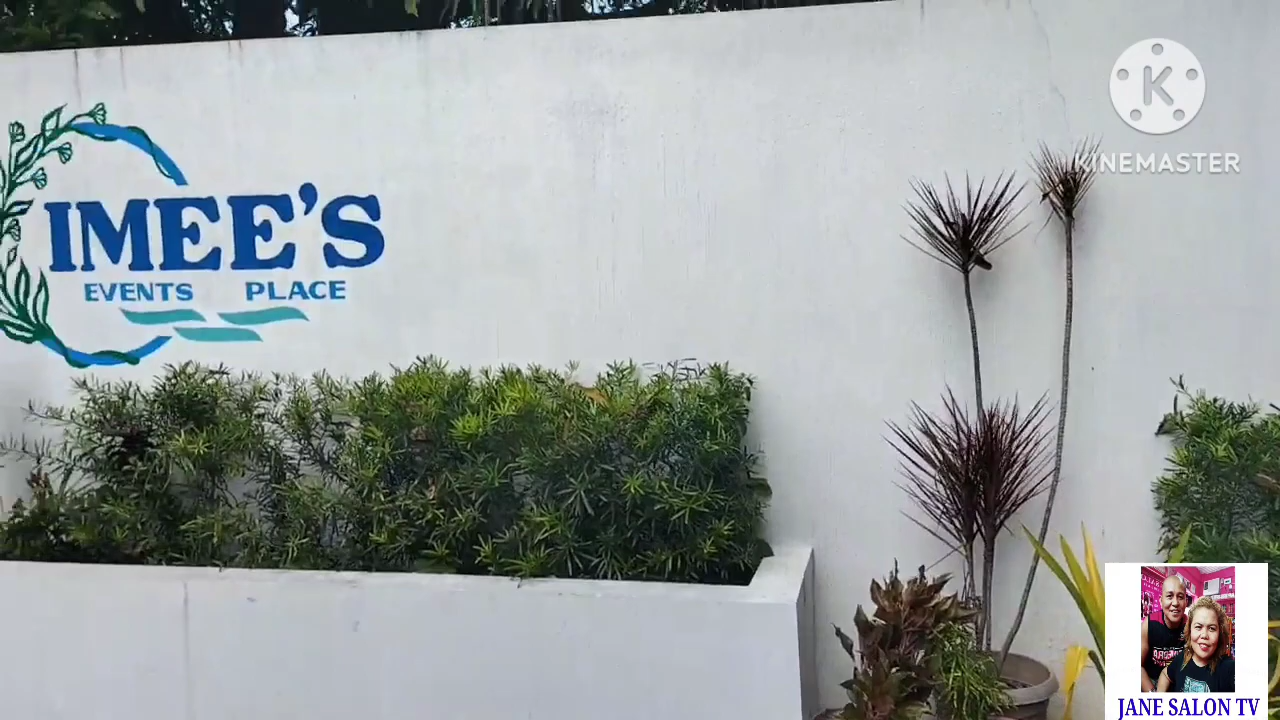 IMEE'S
EVENTS PLACE
K
KINEMASTER
JANE SALON TV